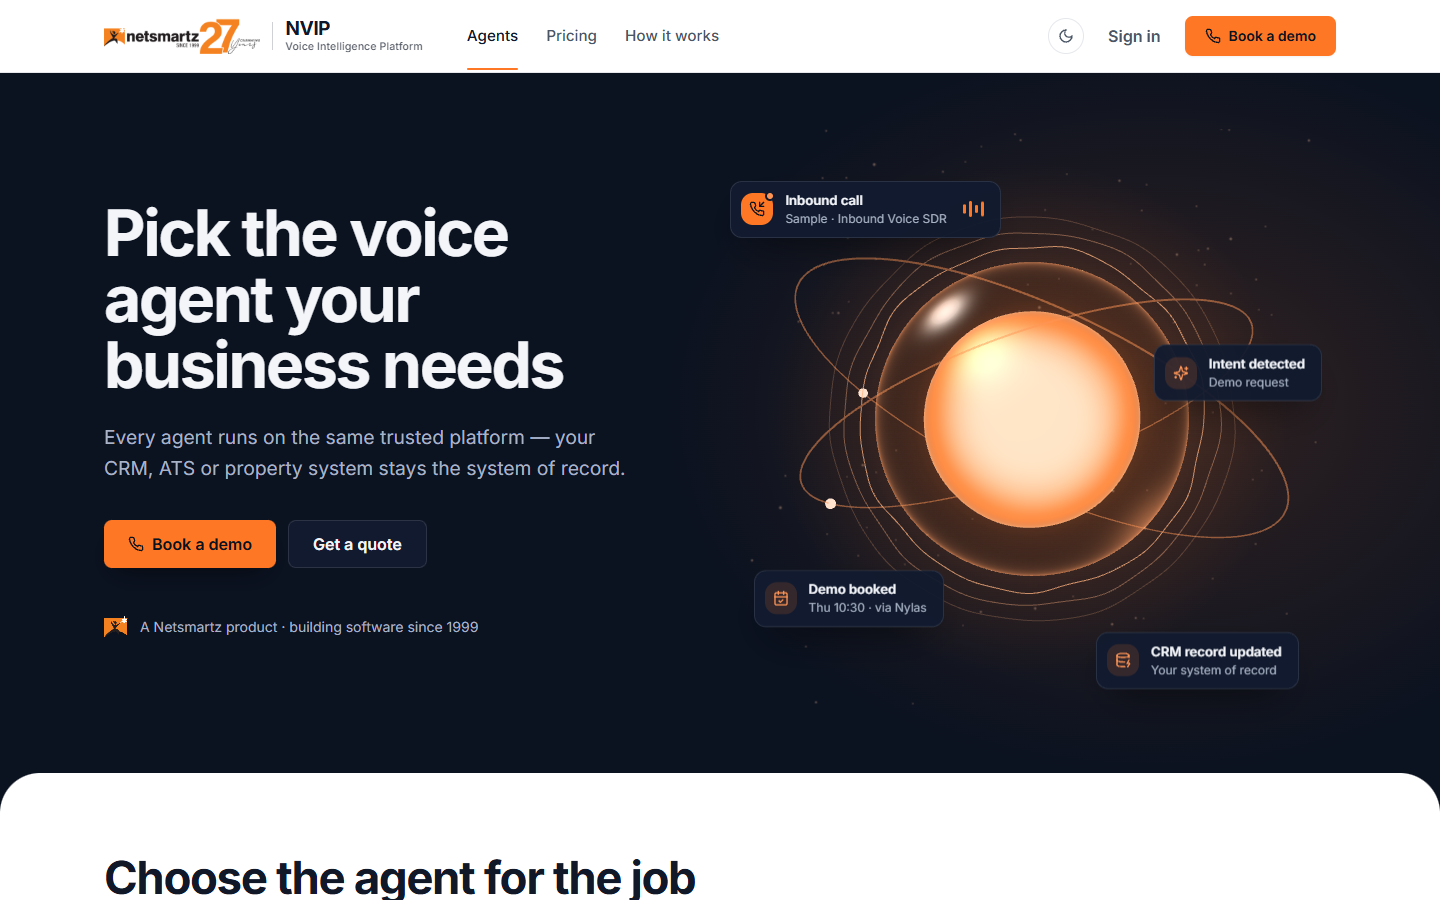 netsmartz
SINCE 1999
27
Years
NVIP
Voice Intelligence Platform
Agents
Pricing
How it works
Sign in
Book a demo
Pick the voice
agent your
business needs
Every agent runs on the same trusted platform — your
CRM, ATS or property system stays the system of record.
Book a demo
Get a quote
A Netsmartz product · building software since 1999
Inbound call
Sample · Inbound Voice SDR
Intent detected
Demo request
Demo booked
Thu 10:30 · via Nylas
CRM record updated
Your system of record
Choose the agent for the job